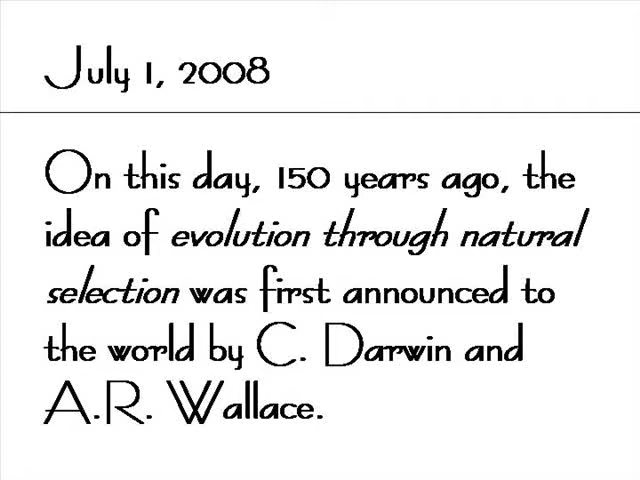 July 1, 2008
On this day, 150 years ago, the
idea of evolution through natural
selection was first announced to
the world by C. Darwin and
A.R. Wallace.